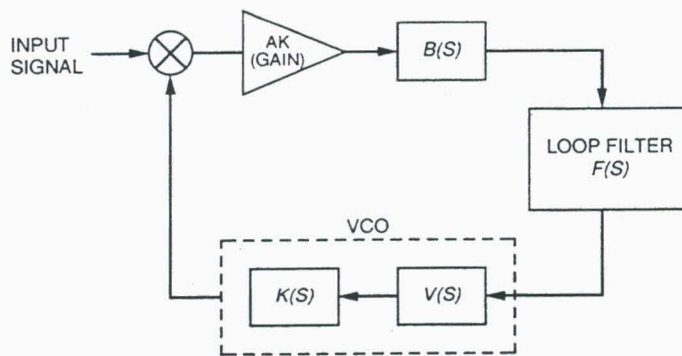 INPUT
SIGNAL
AK
(GAIN)
B(S)
LOOP FILTER
F(S)
VCO
K(S)
V(S)